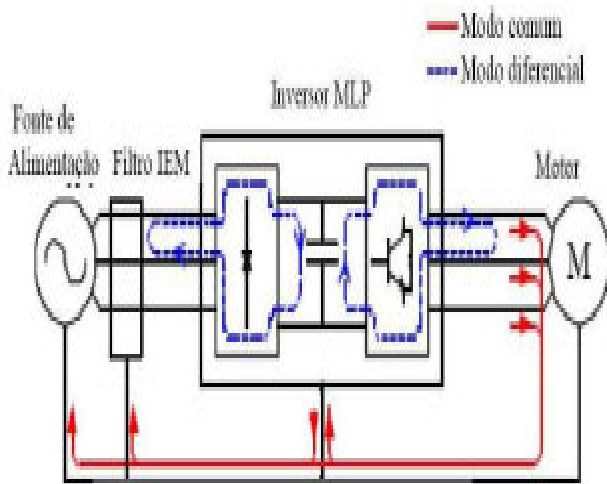 Modo comum
Modo diferencial
Inversor MLP
Fonte de
Alimentação
Filtro IEM
Motor
M